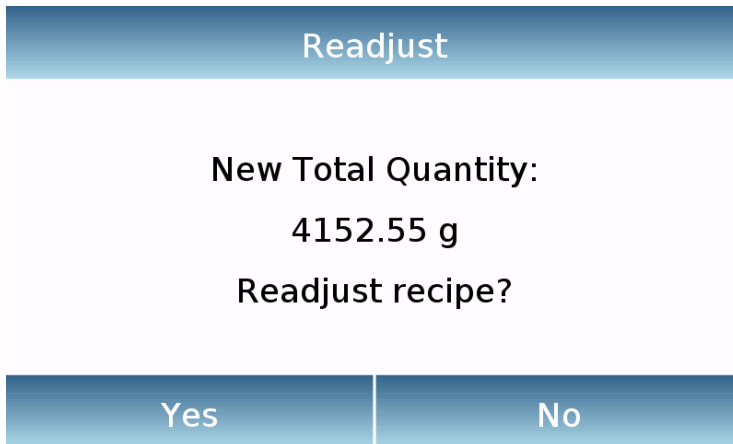 Readjust
New Total Quantity:
4152.55 g
Readjust recipe?
Yes
No